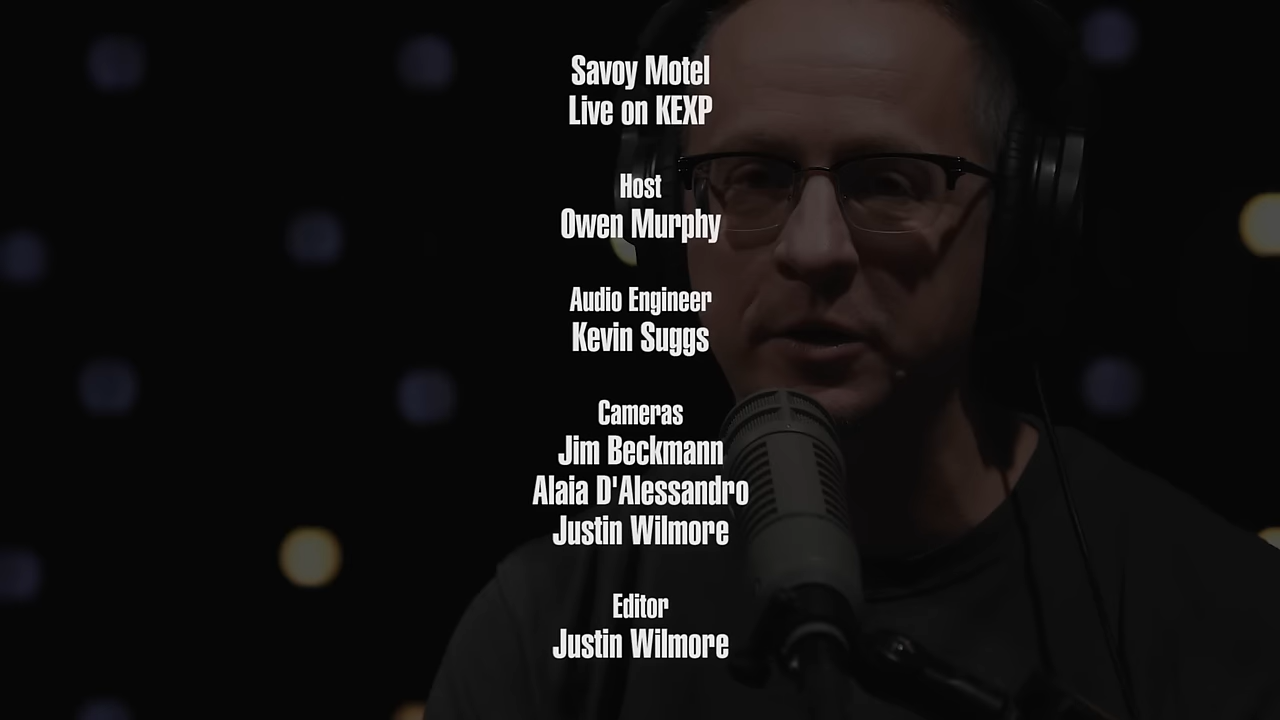 Savoy Motel
Live on KEXP
Host
Owen Murphy
Audio Engineer
Kevin Suggs
Cameras
Jim Beckmann
Alaia D'Alessandro
Justin Wilmore
Editor
Justin Wilmore